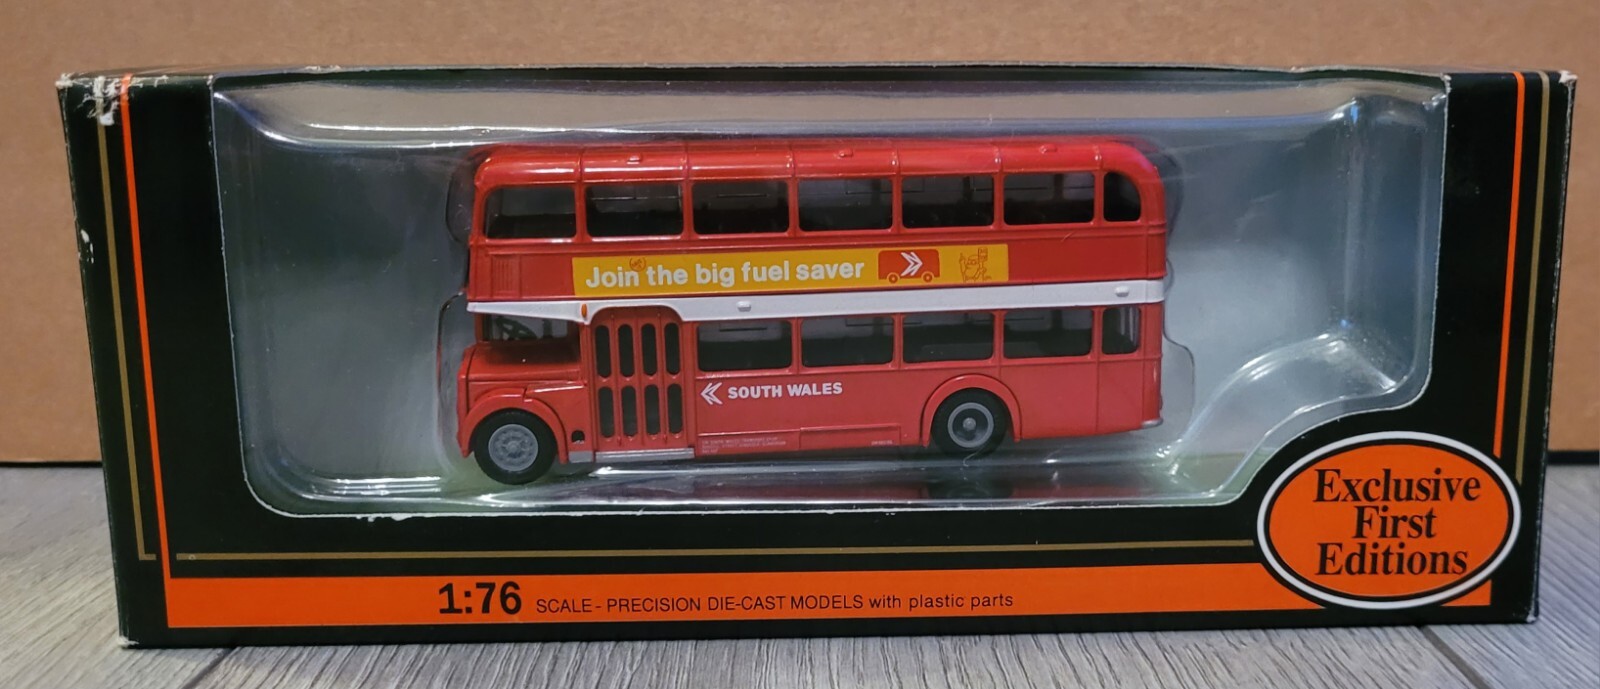 Join the big fuel saver
SOUTH WALES
Exclusive
First
Editions
1:76 SCALE - PRECISION DIE-CAST MODELS with plastic parts